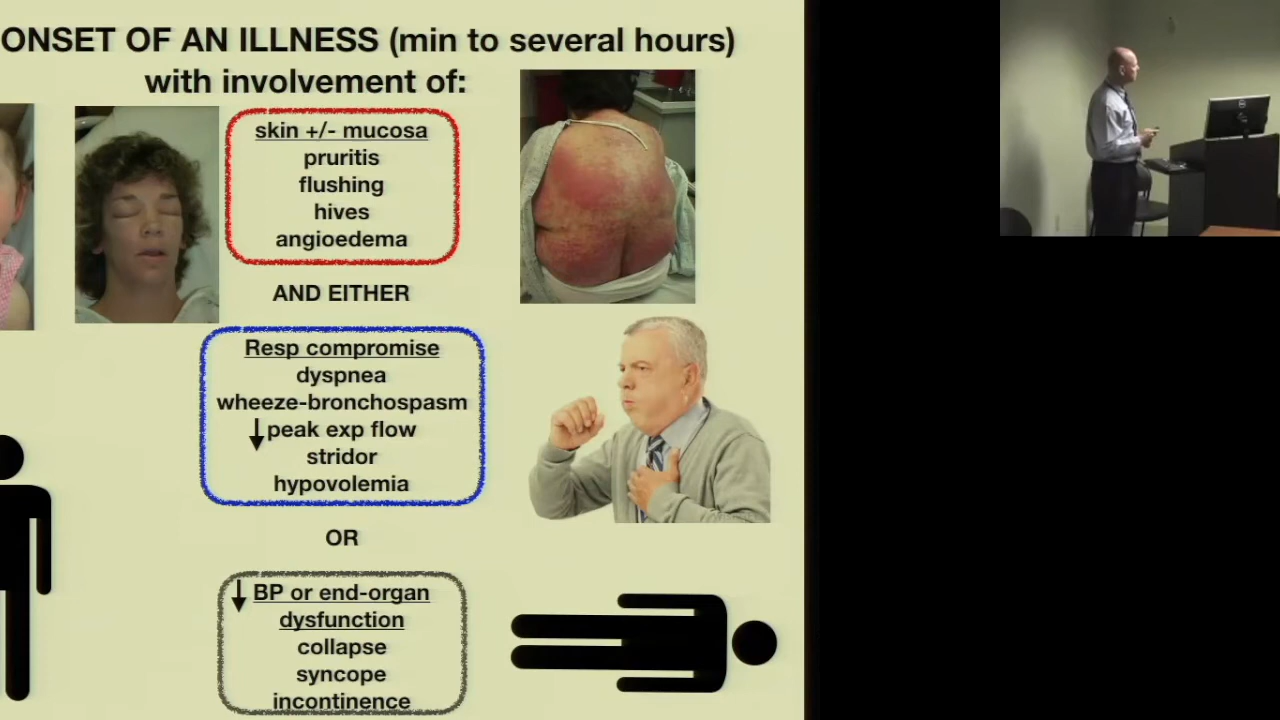 ONSET OF AN ILLNESS (min to several hours)
with involvement of:
skin +/- mucosa
pruritis
flushing
hives
angioedema
AND EITHER
Resp compromise
dyspnea
wheeze-bronchospasm
peak exp flow
stridor
hypovolemia
OR
BP or end-organ
dysfunction
collapse
syncope
incontinence